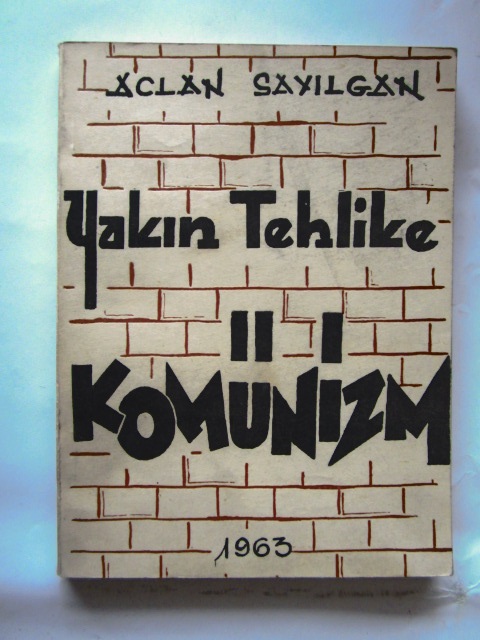 ACLAN SAYILGAN
Yakın Tehlike
KOMÜNİZM
1963